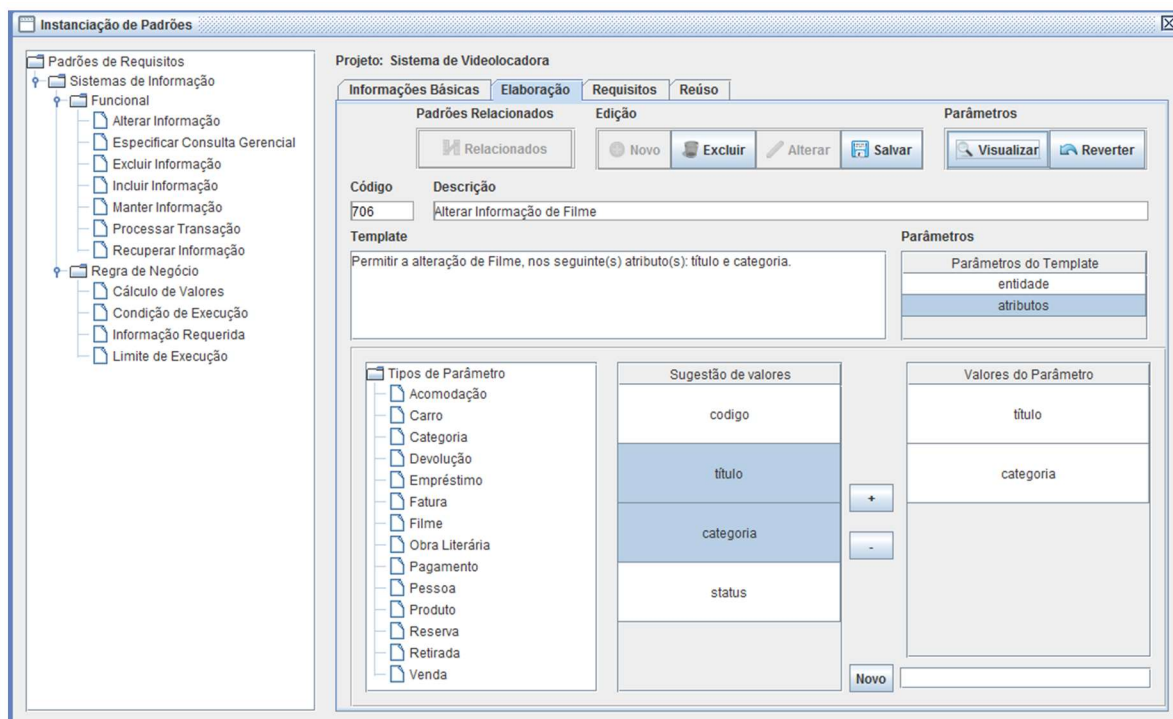 Instanciação de Padrões
Padrões de Requisitos
Sistemas de Informação
Funcional
Alterar Informação
Especificar Consulta Gerencial
Excluir Informação
Incluir Informação
Manter Informação
Processar Transação
Recuperar Informação
Regra de Negócio
Cálculo de Valores
Condição de Execução
Informação Requerida
Limite de Execução
Projeto: Sistema de Videolocadora
Informações Básicas Elaboração Requisitos Reúso
Padrões Relacionados Edição Parâmetros
Relacionados Novo Excluir Alterar Salvar Visualizar Reverter
Código Descrição
706 Alterar Informação de Filme
Template Parâmetros
Permitir a alteração de Filme, nos seguinte(s) atributo(s): título e categoria.
Parâmetros do Template
entidade
atributos
Tipos de Parâmetro
Acomodação
Carro
Categoria
Devolução
Empréstimo
Fatura
Filme
Obra Literária
Pagamento
Pessoa
Produto
Reserva
Retirada
Venda
Sugestão de valores
codigo
título
categoria
status
+
-
Valores do Parâmetro
título
categoria
Novo